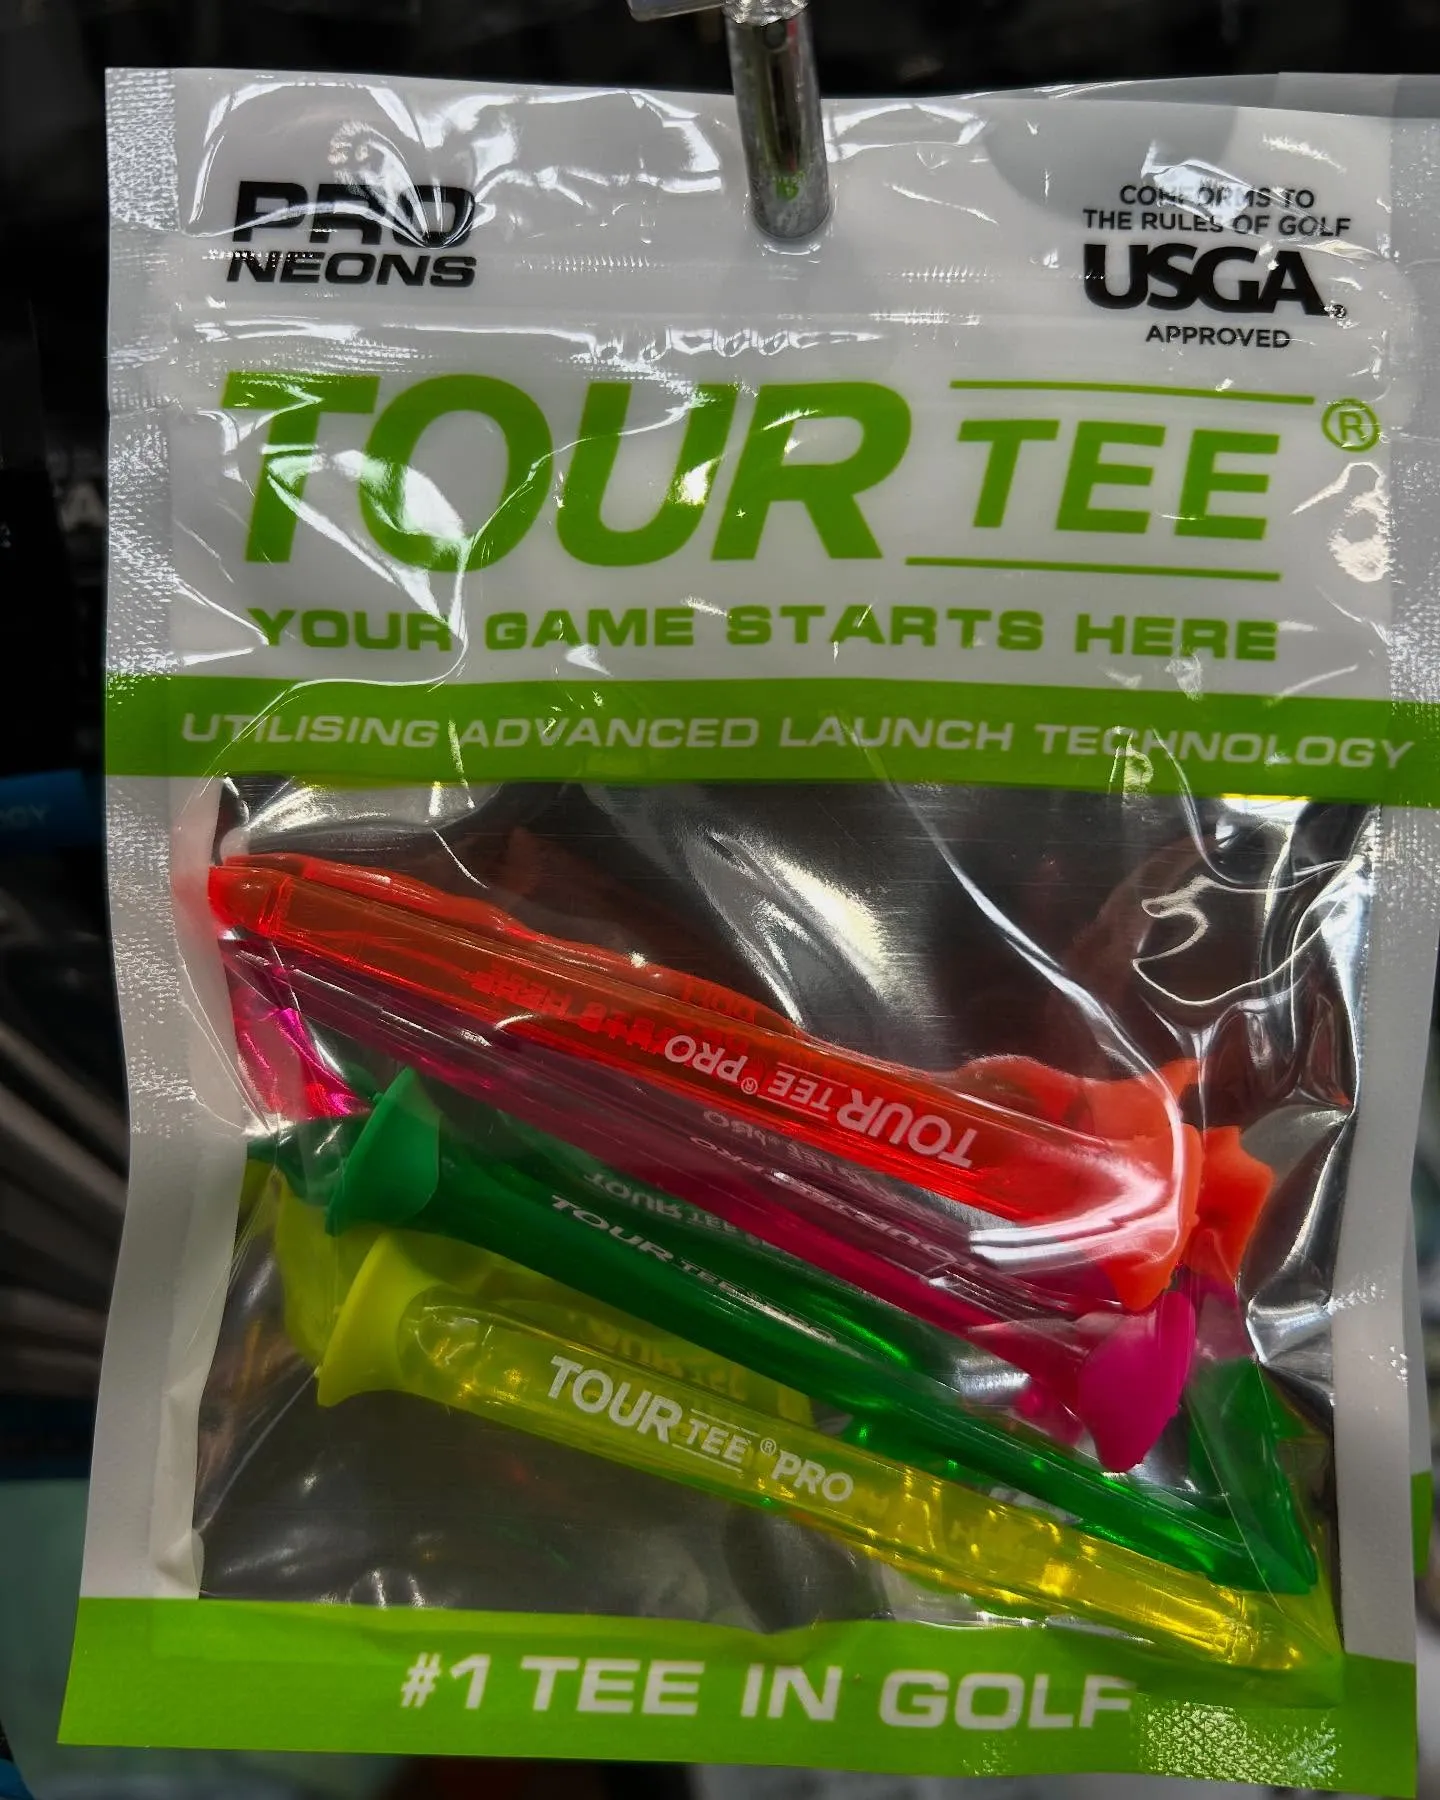 PRO
NEONS
CONFORMS TO
THE RULES OF GOLF
USGA®
APPROVED
TOUR TEE®
YOUR GAME STARTS HERE
UTILISING ADVANCED LAUNCH TECHNOLOGY
TOUR TEE® PRO
TOUR TEE
TOUR TEE® PRO
#1 TEE IN GOLF